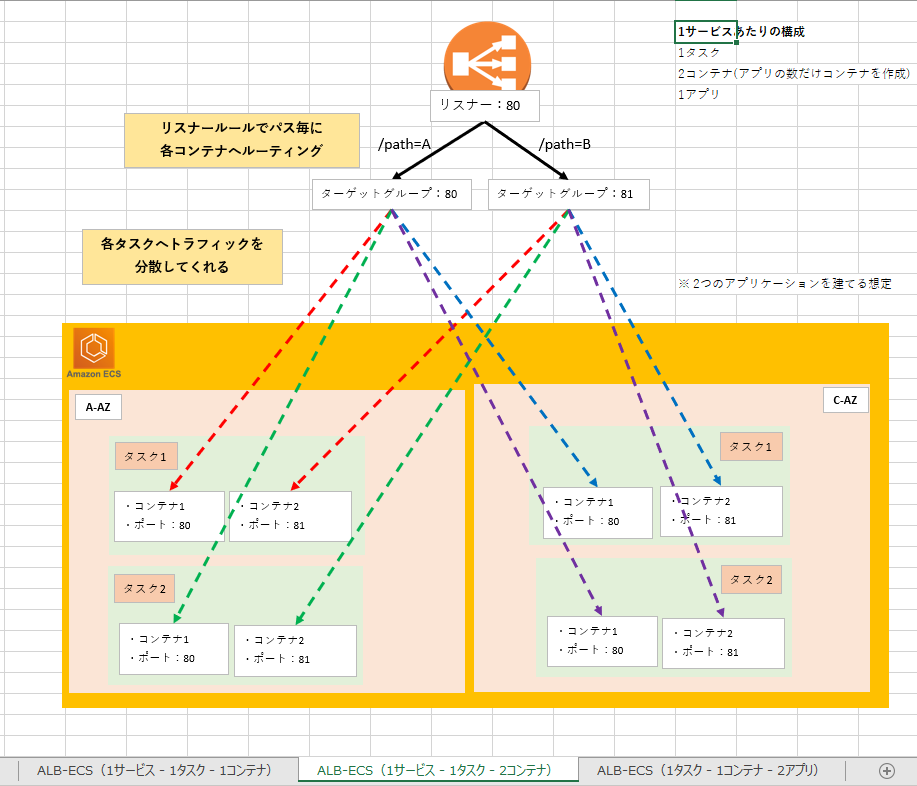 1サービスあたりの構成
1タスク
2コンテナ(アプリの数だけコンテナを作成)
1アプリ
リスナー：80
リスナールールでパス毎に
各コンテナへルーティング
/path=A
/path=B
ターゲットグループ：80
ターゲットグループ：81
各タスクへトラフィックを
分散してくれる
※ 2つのアプリケーションを建てる想定
Amazon ECS
A-AZ
C-AZ
タスク1
・コンテナ1
・ポート：80
・コンテナ2
・ポート：81
タスク1
・コンテナ1
・ポート：80
・コンテナ2
・ポート：81
タスク2
・コンテナ1
・ポート：80
・コンテナ2
・ポート：81
タスク2
・コンテナ1
・ポート：80
・コンテナ2
・ポート：81
ALB-ECS（1サービス - 1タスク - 1コンテナ）
ALB-ECS（1サービス - 1タスク - 2コンテナ）
ALB-ECS（1タスク - 1コンテナ - 2アプリ）